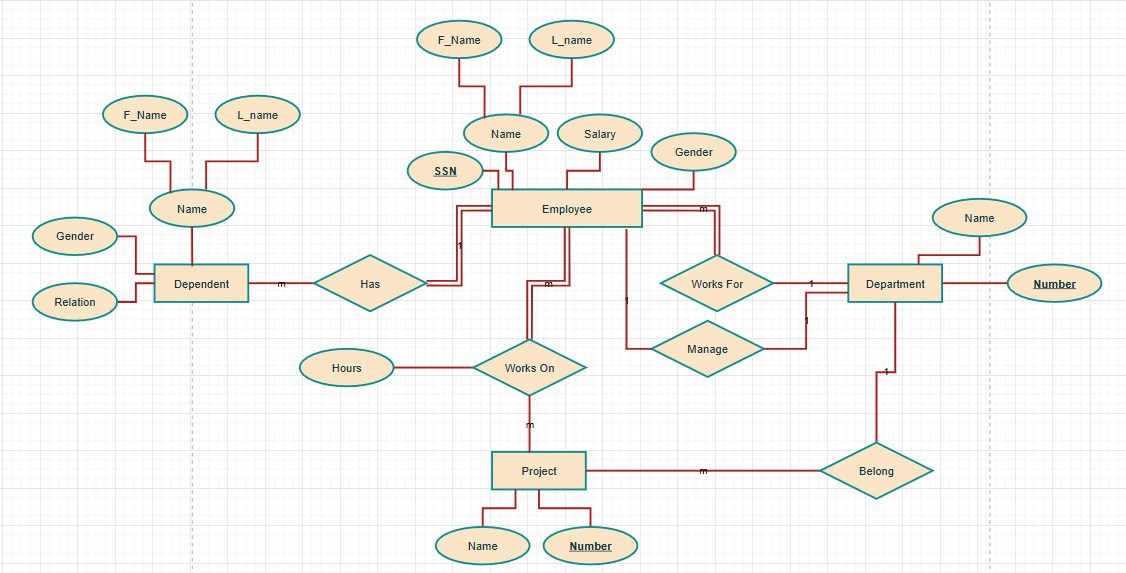 F_Name
L_name
F_Name
L_name
Name
Salary
Gender
SSN
Name
Employee
m
Name
Gender
1
Dependent
m
Has
m
Works For
1
Department
Number
Relation
1
1
Manage
Hours
Works On
1
m
Project
m
Belong
Name
Number